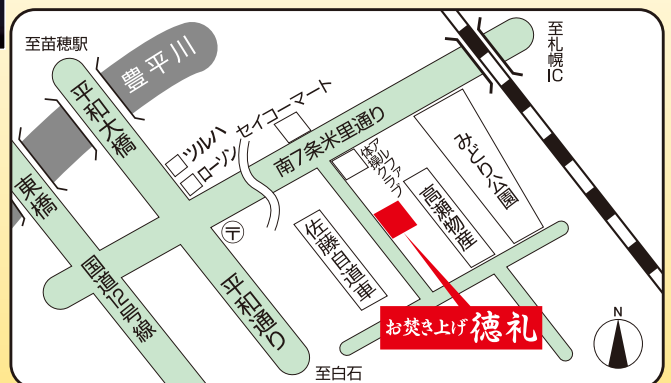 至苗穂駅
豊平川
平和大橋
東橋
ツルハ
ローソン
セイコーマート
南7条米里通り
至札幌IC
アルファ
体操クラブ
みどり公園
高瀬物産
佐藤自道車
〒
平和通り
国道12号線
お焚き上げ 徳礼
至白石
N